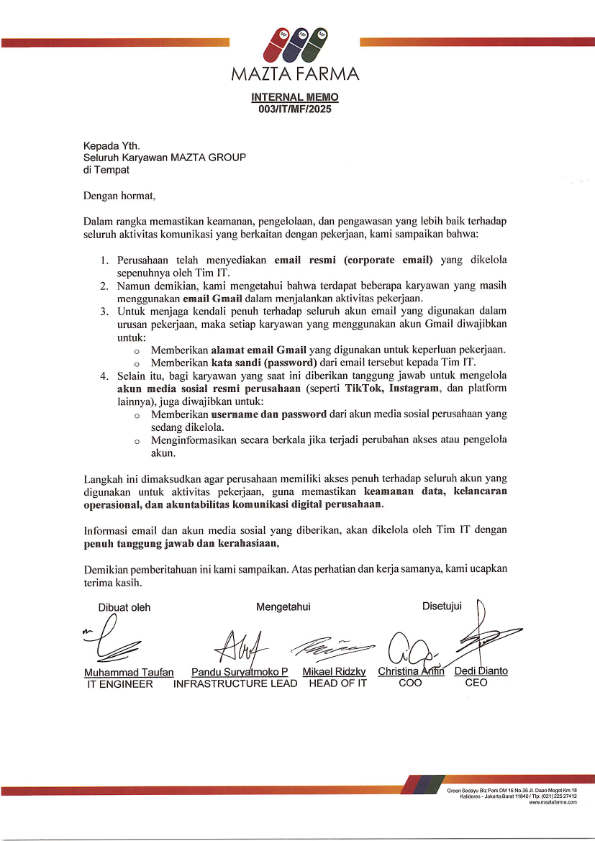 MAZTA FARMA
INTERNAL MEMO
003/IT/MF/2025
Kepada Yth.
Seluruh Karyawan MAZTA GROUP
di Tempat
Dengan hormat,
Dalam rangka memastikan keamanan, pengelolaan, dan pengawasan yang lebih baik terhadap
seluruh aktivitas komunikasi yang berkaitan dengan pekerjaan, kami sampaikan bahwa:
1. Perusahaan telah menyediakan email resmi (corporate email) yang dikelola
sepenuhnya oleh Tim IT.
2. Namun demikian, kami mengetahui bahwa terdapat beberapa karyawan yang masih
menggunakan email Gmail dalam menjalankan aktivitas pekerjaan.
3. Untuk menjaga kendali penuh terhadap seluruh akun email yang digunakan dalam
urusan pekerjaan, maka setiap karyawan yang menggunakan akun Gmail diwajibkan
untuk:
o Memberikan alamat email Gmail yang digunakan untuk keperluan pekerjaan.
o Memberikan kata sandi (password) dari email tersebut kepada Tim IT.
4. Selain itu, bagi karyawan yang saat ini diberikan tanggung jawab untuk mengelola
akun media sosial resmi perusahaan (seperti TikTok, Instagram, dan platform
lainnya), juga diwajibkan untuk:
o Memberikan username dan password dari akun media sosial perusahaan yang
sedang dikelola.
o Menginformasikan secara berkala jika terjadi perubahan akses atau pengelola
akun.
Langkah ini dimaksudkan agar perusahaan memiliki akses penuh terhadap seluruh akun yang
digunakan untuk aktivitas pekerjaan, guna memastikan keamanan data, kelancaran
operasional, dan akuntabilitas komunikasi digital perusahaan.
Informasi email dan akun media sosial yang diberikan, akan dikelola oleh Tim IT dengan
penuh tanggung jawab dan kerahasiaan,
Demikian pemberitahuan ini kami sampaikan. Atas perhatian dan kerja samanya, kami ucapkan
terima kasih.
Dibuat oleh Mengetahui Disetujui
Muhammad Taufan Pandu Suryatmoko P Mikael Ridzky Christina Arifin Dedi Dianto
IT ENGINEER INFRASTRUCTURE LEAD HEAD OF IT COO CEO
Green Sedayu Biz Park DM 16 No.26 Jl. Daan Mogot Km 18
Kalideres - Jakarta Barat 11840 / Tlp: (021) 225 27412
www.maztafarma.com